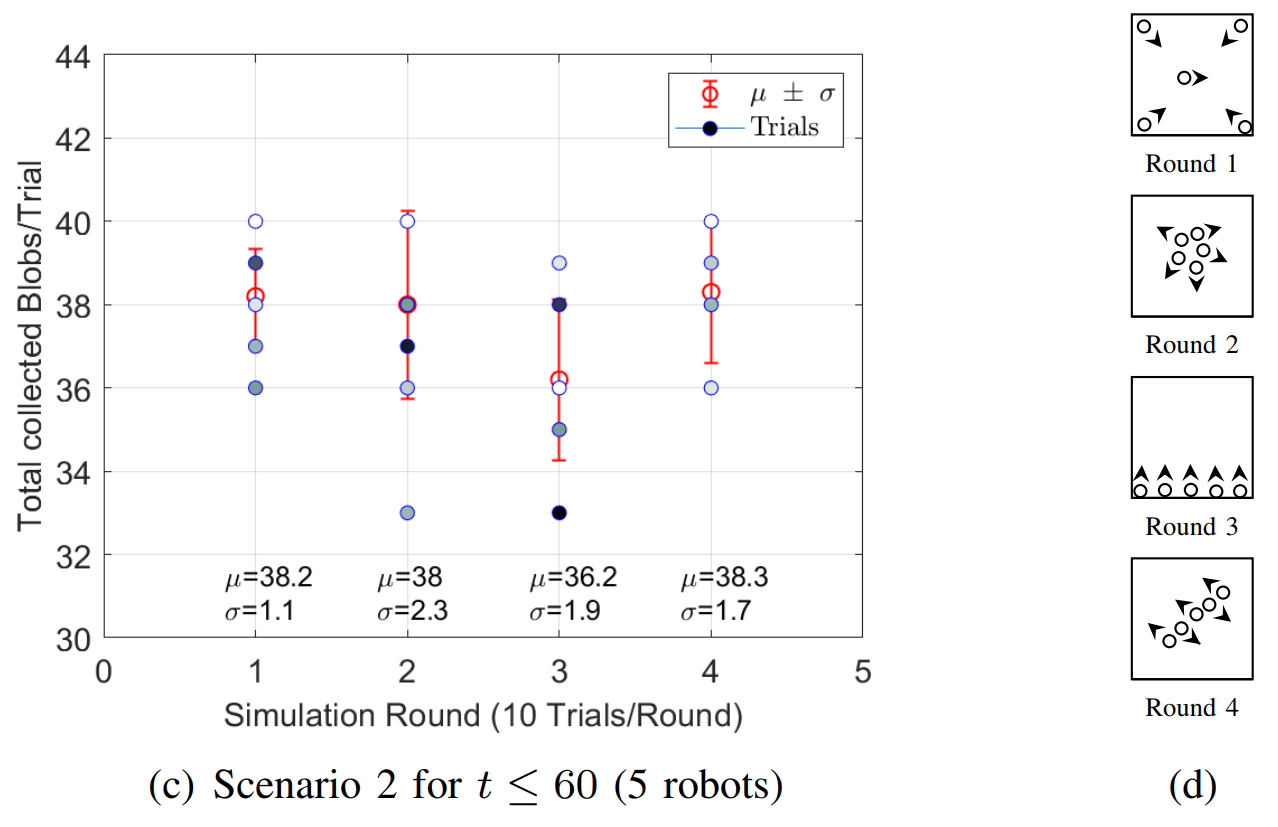 44
42
40
38
36
34
32
30
0
1
2
3
4
5
Total collected Blobs/Trial
μ ± σ
Trials
μ=38.2
σ=1.1
μ=38
σ=2.3
μ=36.2
σ=1.9
μ=38.3
σ=1.7
Simulation Round (10 Trials/Round)
(c) Scenario 2 for t ≤ 60 (5 robots)
Round 1
Round 2
Round 3
Round 4
(d)